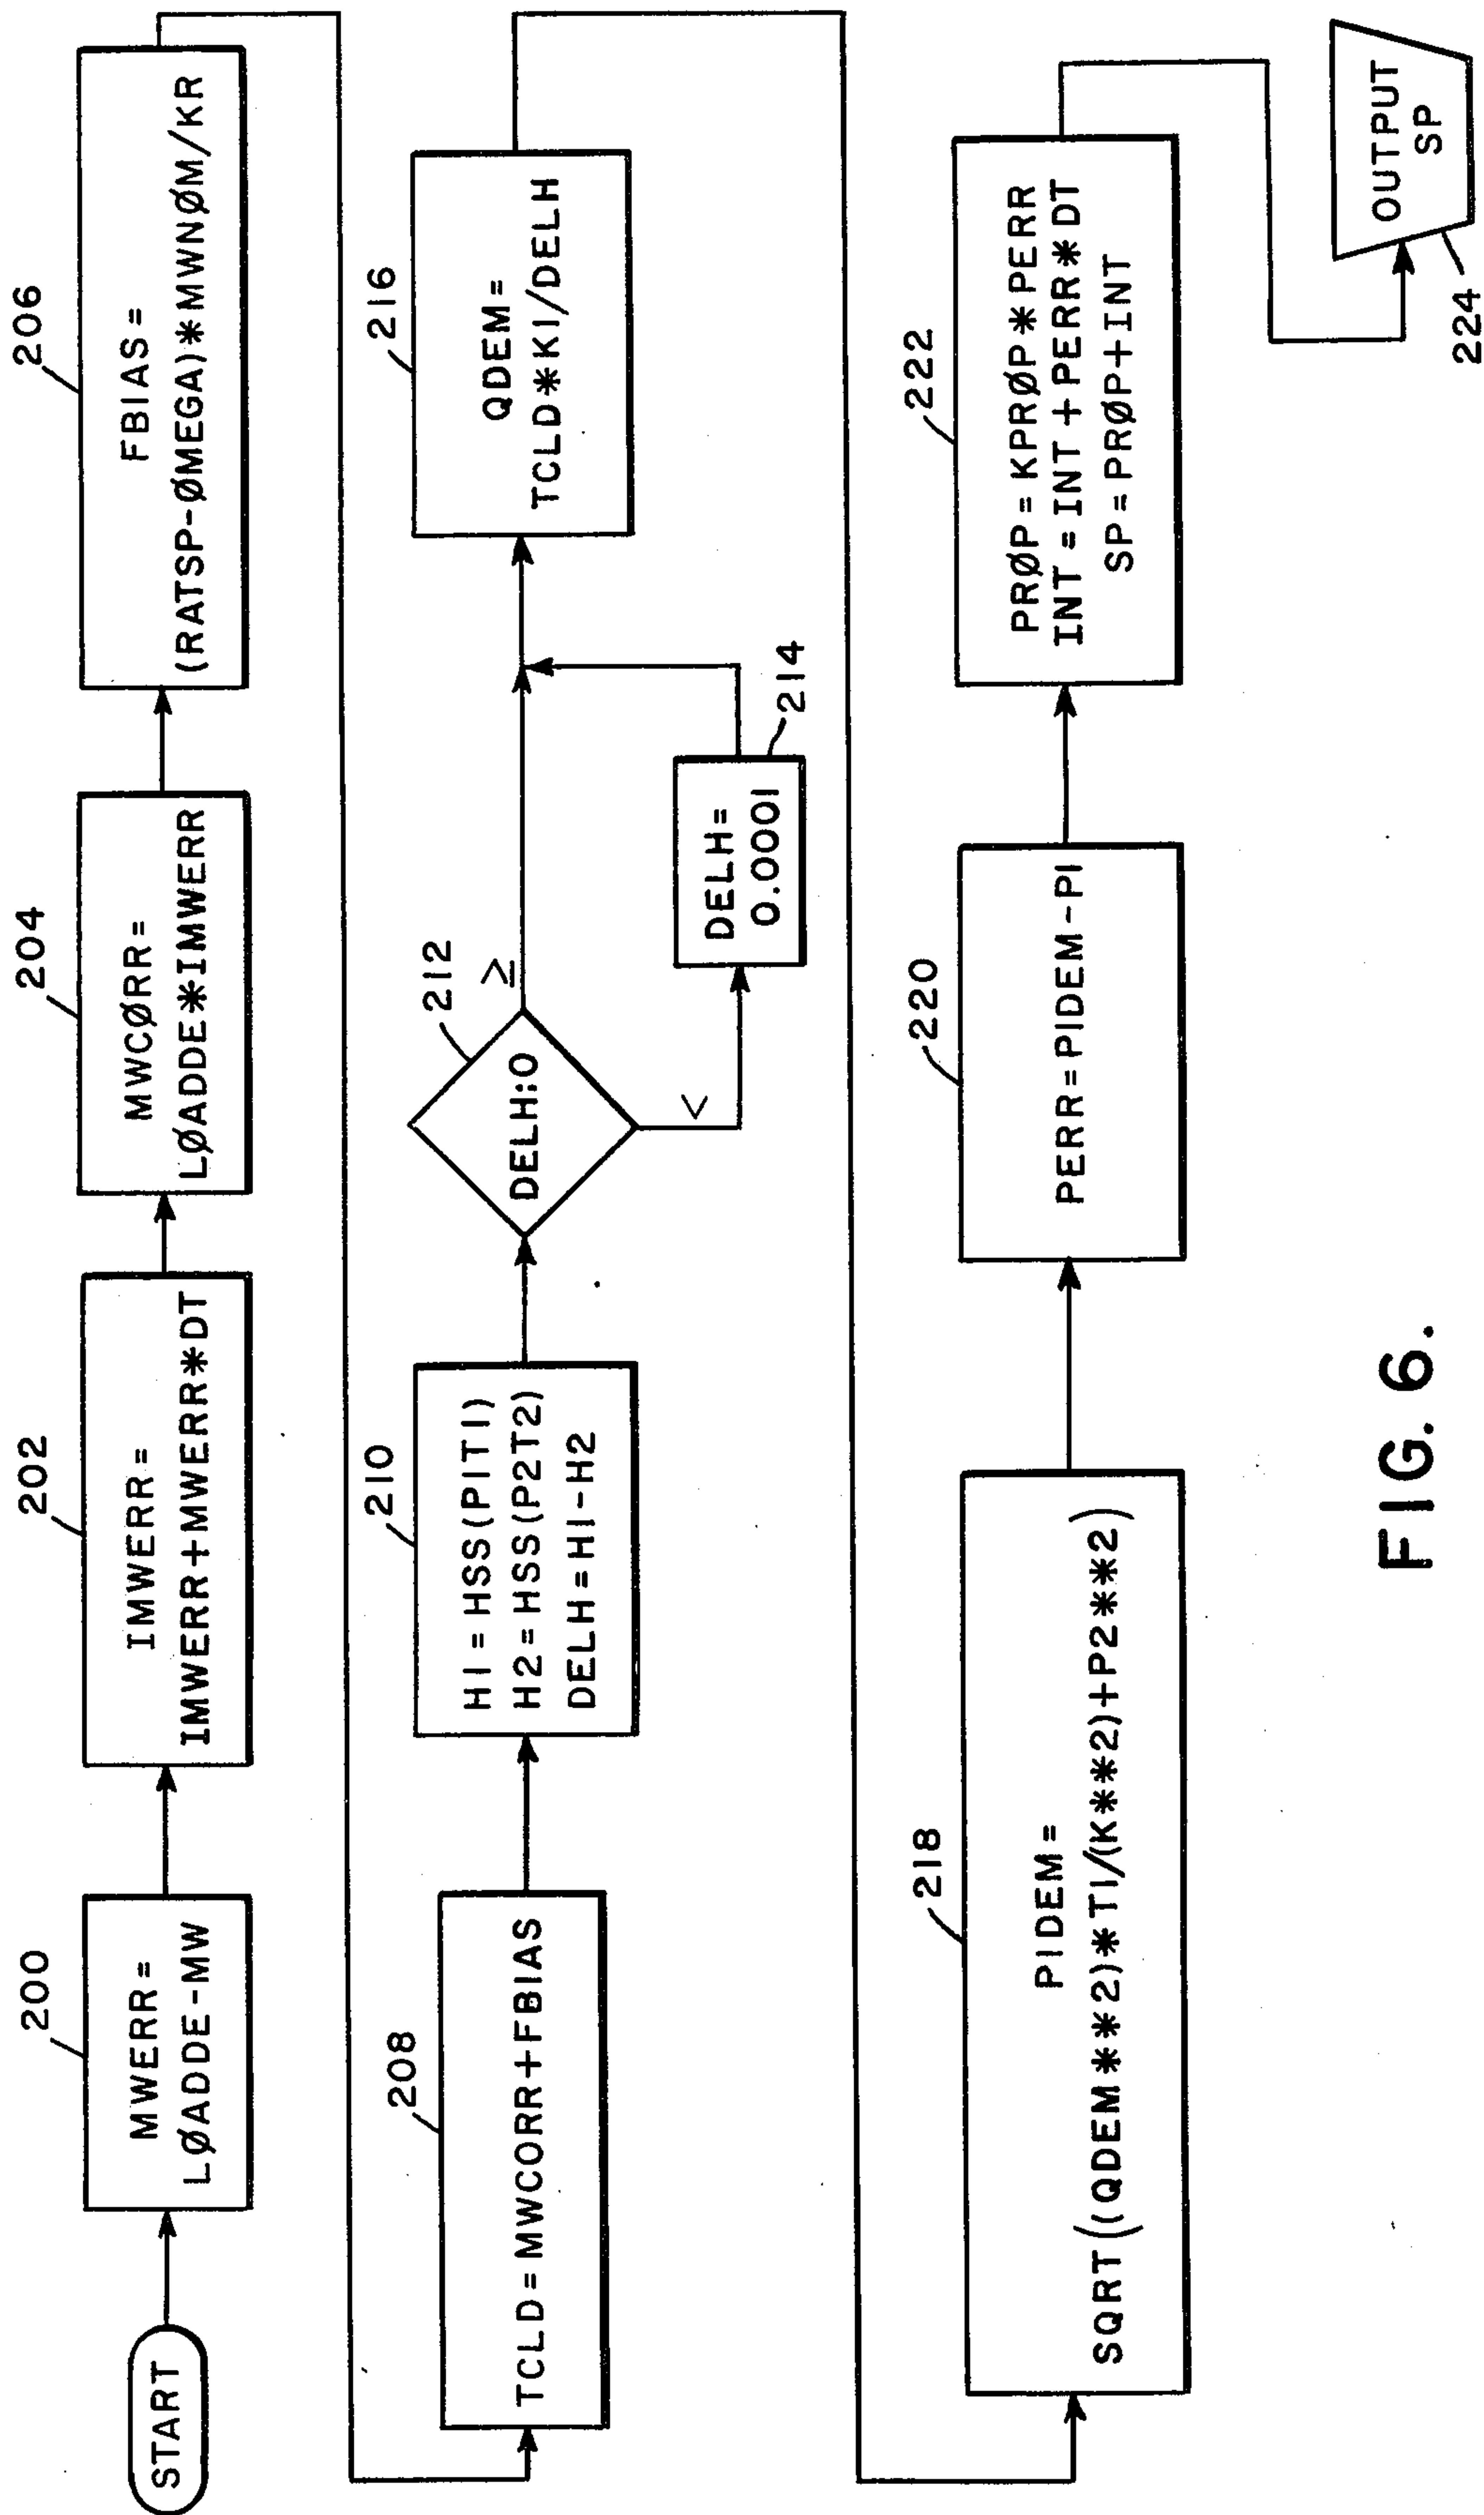 START
200
MWERR=
LØADDE-MW
202
IMWERR=
IMWERR+MWERR*DT
204
MWCØRR=
LØADDE*IMWERR
206
FBIAS=
(RATSP-ØMEGA)*MWNØM/KR
208
TCLD=MWCORR+FBIAS
210
H1=HSS(P1T1)
H2=HSS(P2T2)
DELH=H1-H2
212
DELH:0
≥
<
214
DELH=
0.0001
216
QDEM=
TCLD*K1/DELH
218
P1DEM=
SQRT((QDEM**2)*T1/(K**2)+P2**2)
220
PERR=P1DEM-P1
222
PRØP=KPRØP*PERR
INT=INT+PERR*DT
SP=PRØP+INT
224
OUTPUT
SP
FIG. 6.